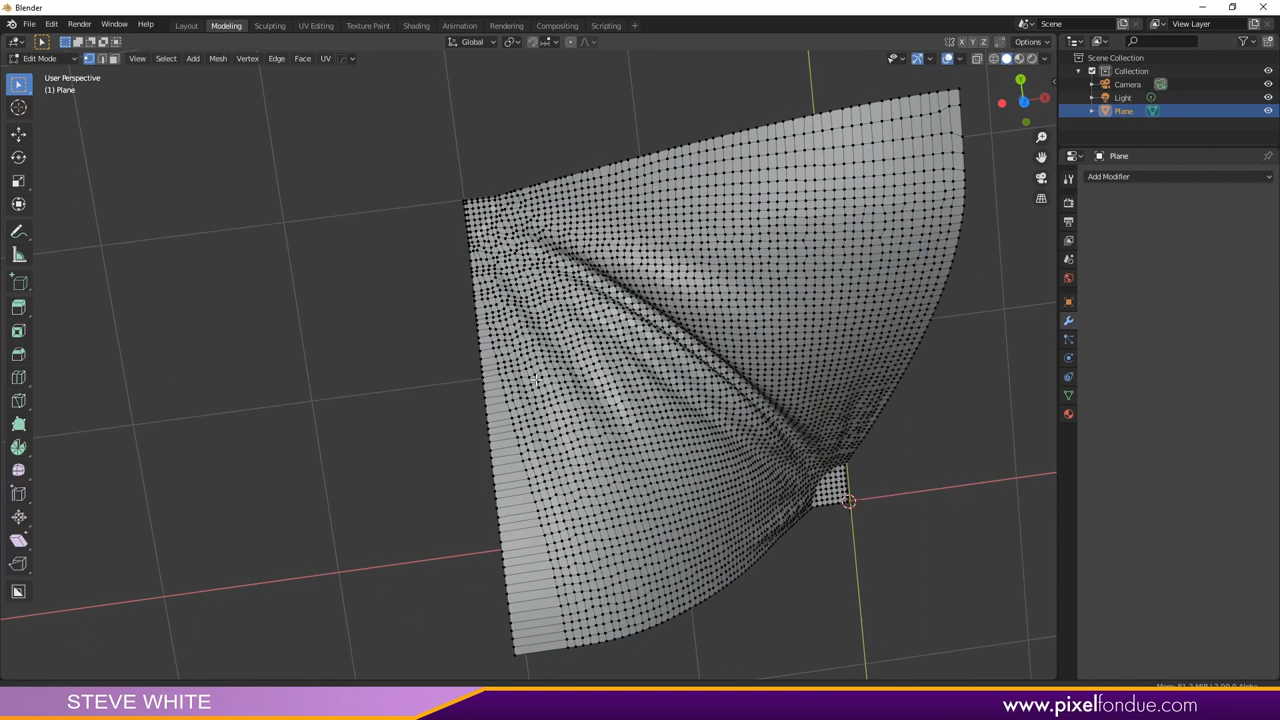 Blender
File Edit Render Window Help Layout Modeling Sculpting UV Editing Texture Paint Shading Animation Rendering Compositing Scripting + Scene View Layer
Global X Y Z Options
Edit Mode View Select Add Mesh Vertex Edge Face UV
User Perspective
(1) Plane
Scene Collection
Collection
Camera
Light
Plane
Plane
Add Modifier
Y
X
Z
STEVE WHITE
www.pixelfondue.com